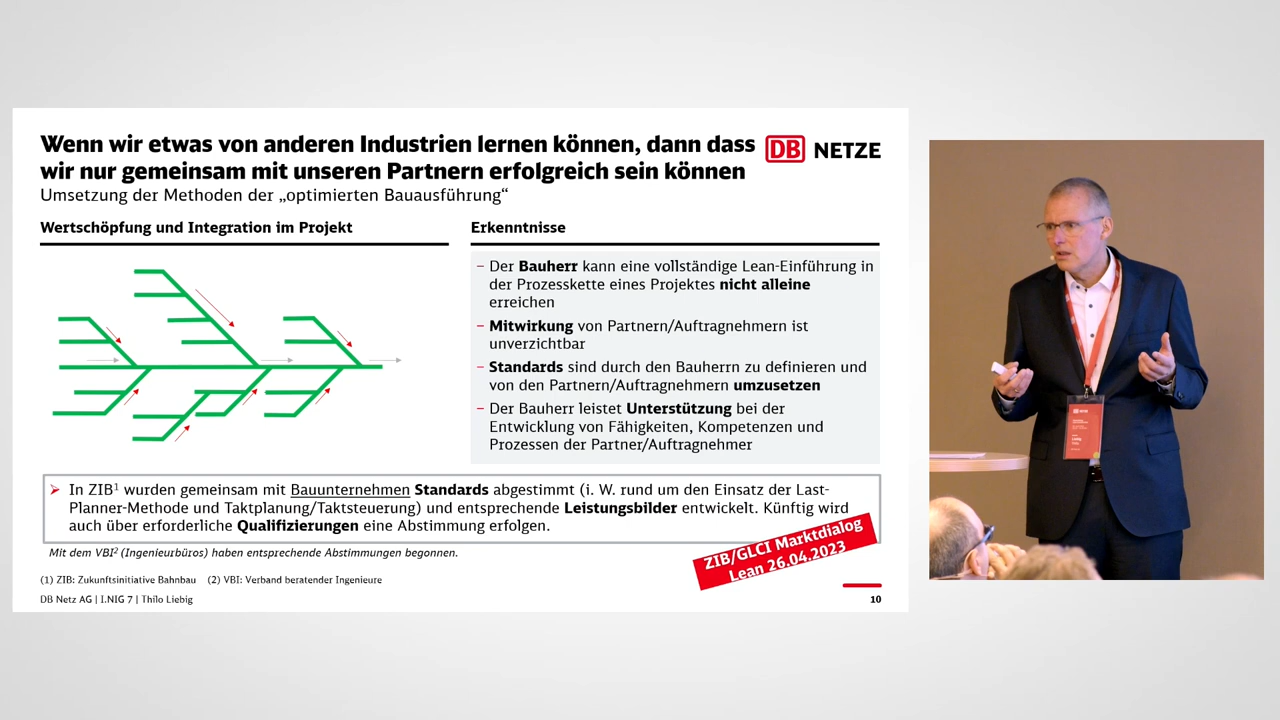 Wenn wir etwas von anderen Industrien lernen können, dann dass
wir nur gemeinsam mit unseren Partnern erfolgreich sein können
DB NETZE
Umsetzung der Methoden der „optimierten Bauausführung“
Wertschöpfung und Integration im Projekt
Erkenntnisse
– Der Bauherr kann eine vollständige Lean-Einführung in
der Prozesskette eines Projektes nicht alleine
erreichen
– Mitwirkung von Partnern/Auftragnehmern ist
unverzichtbar
– Standards sind durch den Bauherrn zu definieren und
von den Partnern/Auftragnehmern umzusetzen
– Der Bauherr leistet Unterstützung bei der
Entwicklung von Fähigkeiten, Kompetenzen und
Prozessen der Partner/Auftragnehmer
In ZIB¹ wurden gemeinsam mit Bauunternehmen Standards abgestimmt (i. W. rund um den Einsatz der Last-
Planner-Methode und Taktplanung/Taktsteuerung) und entsprechende Leistungsbilder entwickelt. Künftig wird
auch über erforderliche Qualifizierungen eine Abstimmung erfolgen.
Mit dem VBI² (Ingenieurbüros) haben entsprechende Abstimmungen begonnen.
ZIB/GLCI Marktdialog
Lean 26.04.2023
(1) ZIB: Zukunftsinitiative Bahnbau (2) VBI: Verband beratender Ingenieure
DB Netz AG | I.NIG 7 | Thilo Liebig
10